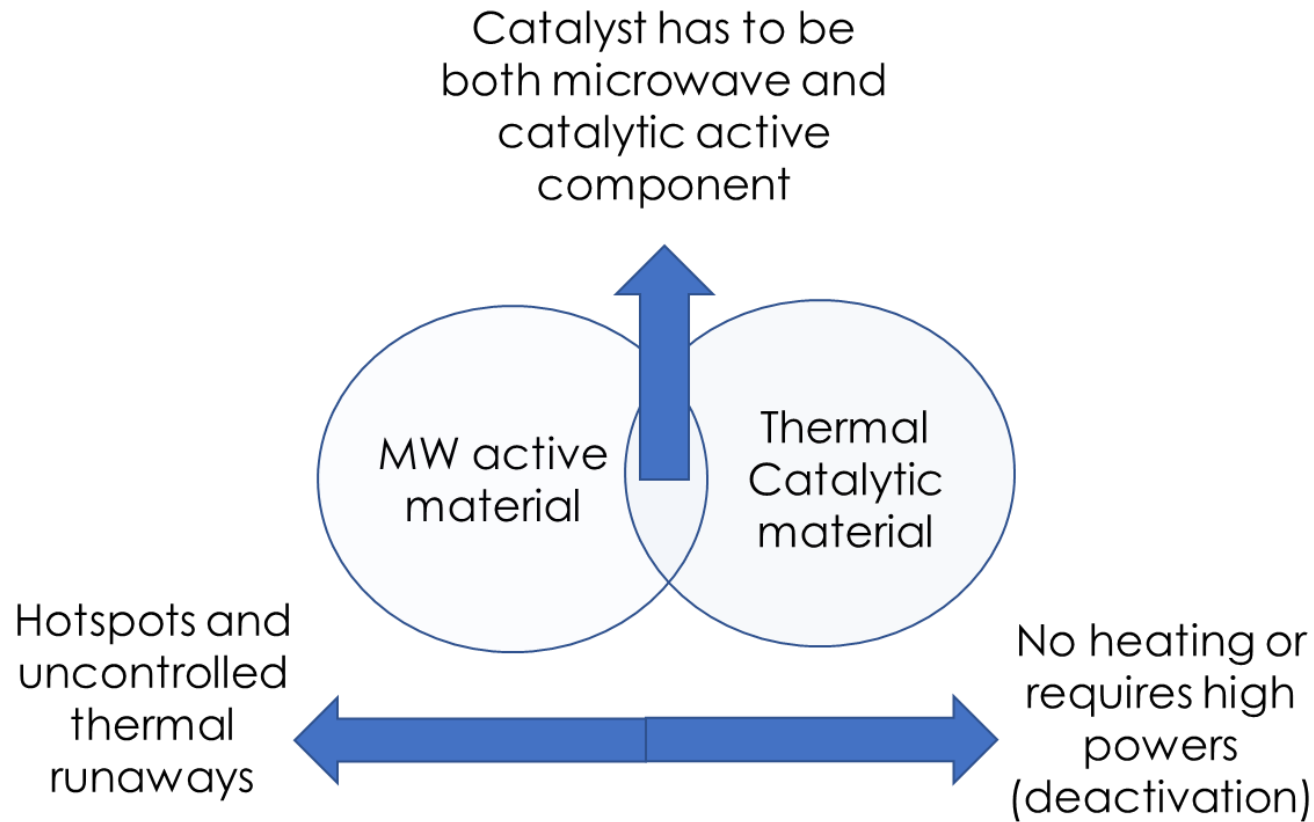 Catalyst has to be
both microwave and
catalytic active
component
MW active
material
Thermal
Catalytic
material
Hotspots and
uncontrolled
thermal
runaways
No heating or
requires high
powers
(deactivation)